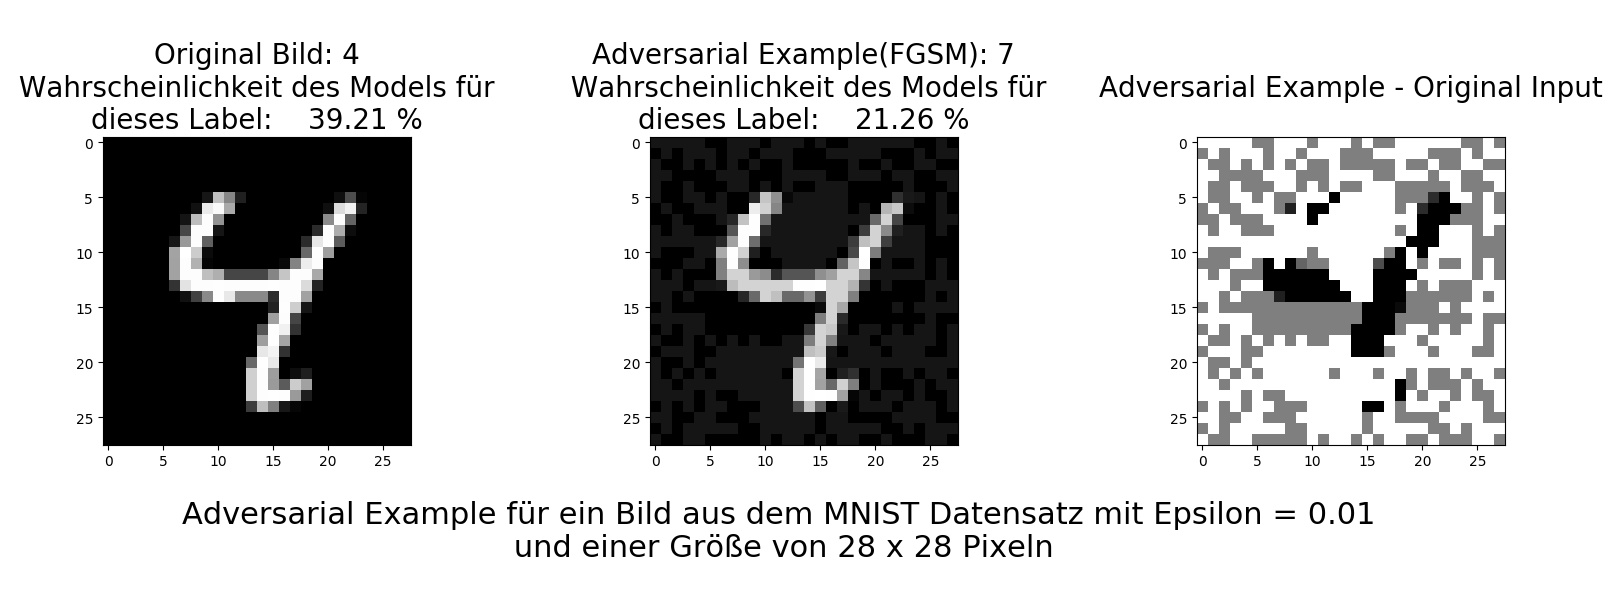 Original Bild: 4
Wahrscheinlichkeit des Models für
dieses Label:    39.21 %
0
5
10
15
20
25
0 5 10 15 20 25
Adversarial Example(FGSM): 7
Wahrscheinlichkeit des Models für
dieses Label:    21.26 %
0
5
10
15
20
25
0 5 10 15 20 25
Adversarial Example - Original Input
0
5
10
15
20
25
0 5 10 15 20 25
Adversarial Example für ein Bild aus dem MNIST Datensatz mit Epsilon = 0.01
und einer Größe von 28 x 28 Pixeln